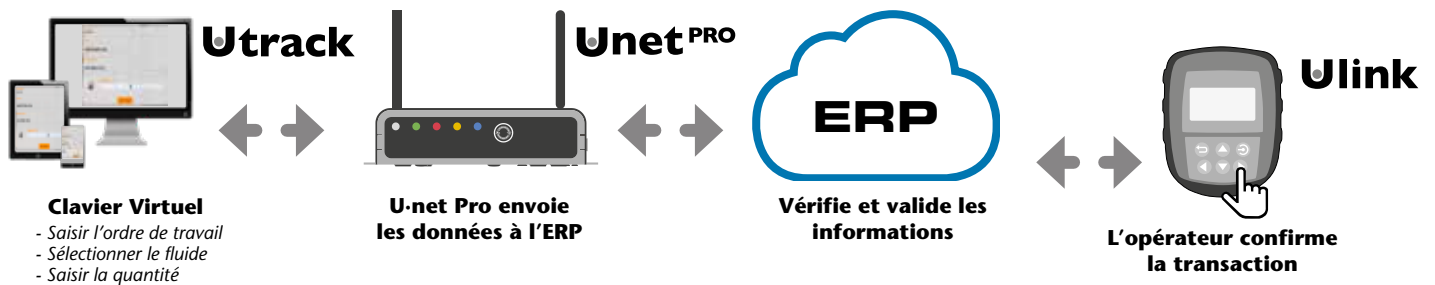 Utrack
Unet PRO
ERP
Ulink
Clavier Virtuel
- Saisir l'ordre de travail
- Sélectionner le fluide
- Saisir la quantité
U·net Pro envoie
les données à l'ERP
Vérifie et valide les
informations
L'opérateur confirme
la transaction